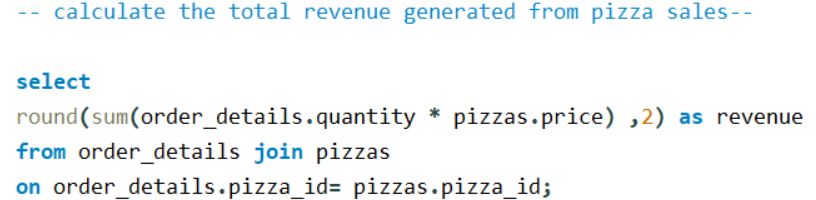 -- calculate the total revenue generated from pizza sales--
select
round(sum(order_details.quantity * pizzas.price) ,2) as revenue
from order_details join pizzas
on order_details.pizza_id= pizzas.pizza_id;